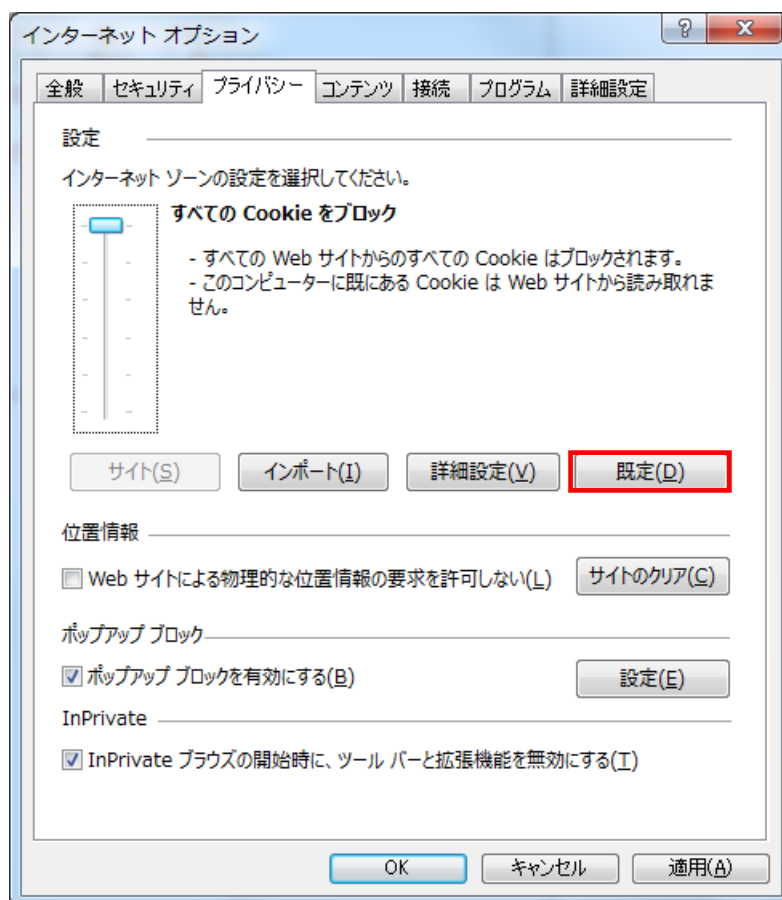 インターネット オプション
全般 セキュリティ プライバシー コンテンツ 接続 プログラム 詳細設定
設定
インターネット ゾーンの設定を選択してください。
すべての Cookie をブロック
- すべての Web サイトからのすべての Cookie はブロックされます。
- このコンピューターに既にある Cookie は Web サイトから読み取れま
せん。
サイト(S) インポート(I) 詳細設定(V) 既定(D)
位置情報
Web サイトによる物理的な位置情報の要求を許可しない(L) サイトのクリア(C)
ポップアップ ブロック
ポップアップ ブロックを有効にする(B) 設定(E)
InPrivate
InPrivate ブラウズの開始時に、ツール バーと拡張機能を無効にする(T)
OK キャンセル 適用(A)